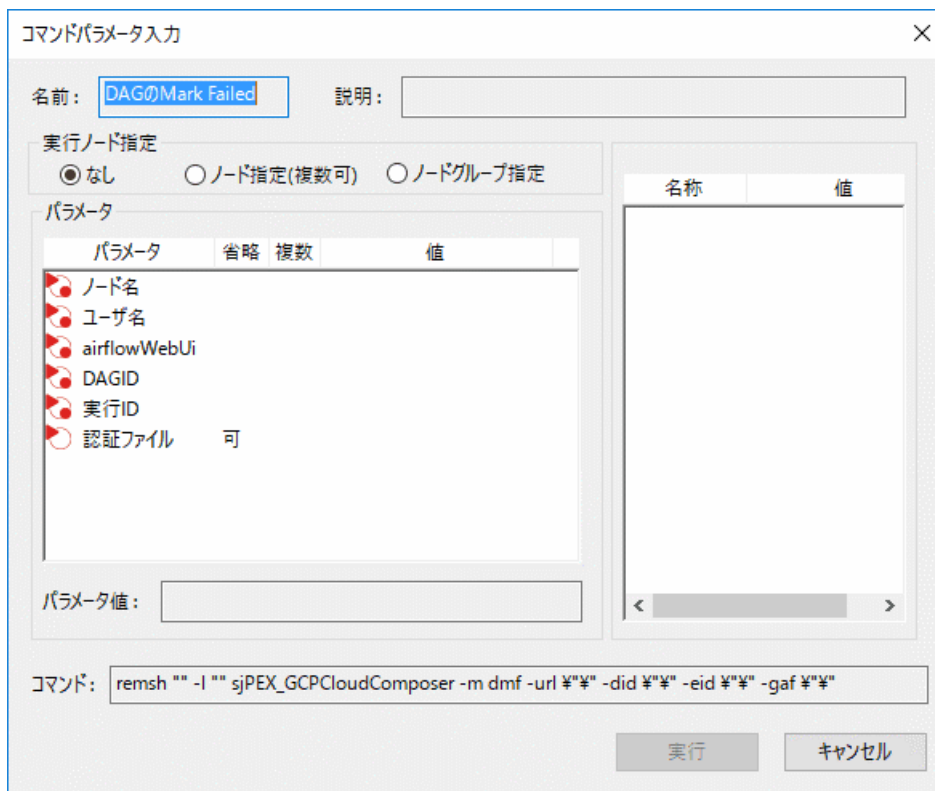 コマンドパラメータ入力
名前： DAGのMark Failed 説明：
実行ノード指定
なし ノード指定(複数可) ノードグループ指定
パラメータ
パラメータ 省略 複数 値
ノード名
ユーザ名
airflowWebUi
DAGID
実行ID
認証ファイル 可
パラメータ値：
名称 値
コマンド： remsh "" -l "" sjPEX_GCPCloudComposer -m dmf -url ¥"¥" -did ¥"¥" -eid ¥"¥" -gaf ¥"¥"
実行 キャンセル